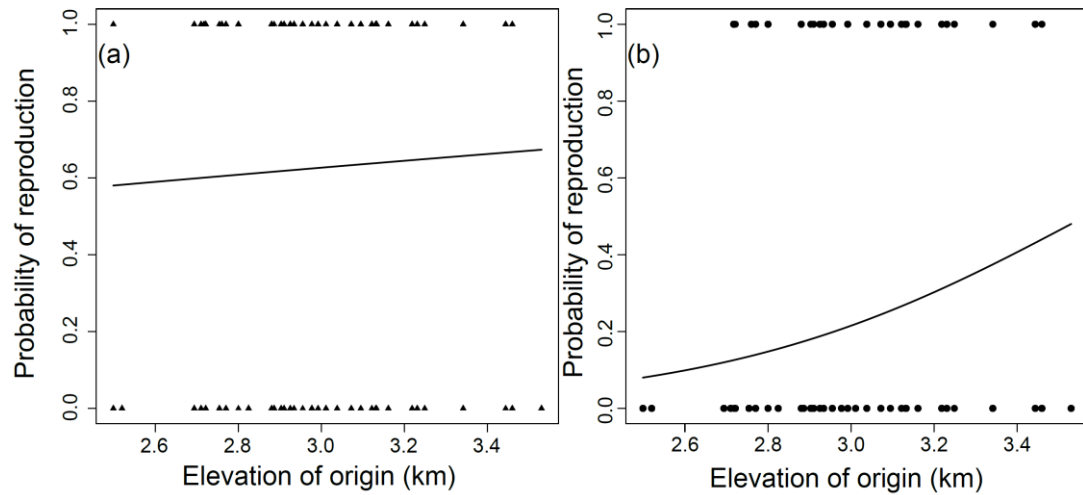 (a)
Probability of reproduction
1.0
0.8
0.6
0.4
0.2
0.0
2.6 2.8 3.0 3.2 3.4
Elevation of origin (km)
(b)
Probability of reproduction
1.0
0.8
0.6
0.4
0.2
0.0
2.6 2.8 3.0 3.2 3.4
Elevation of origin (km)